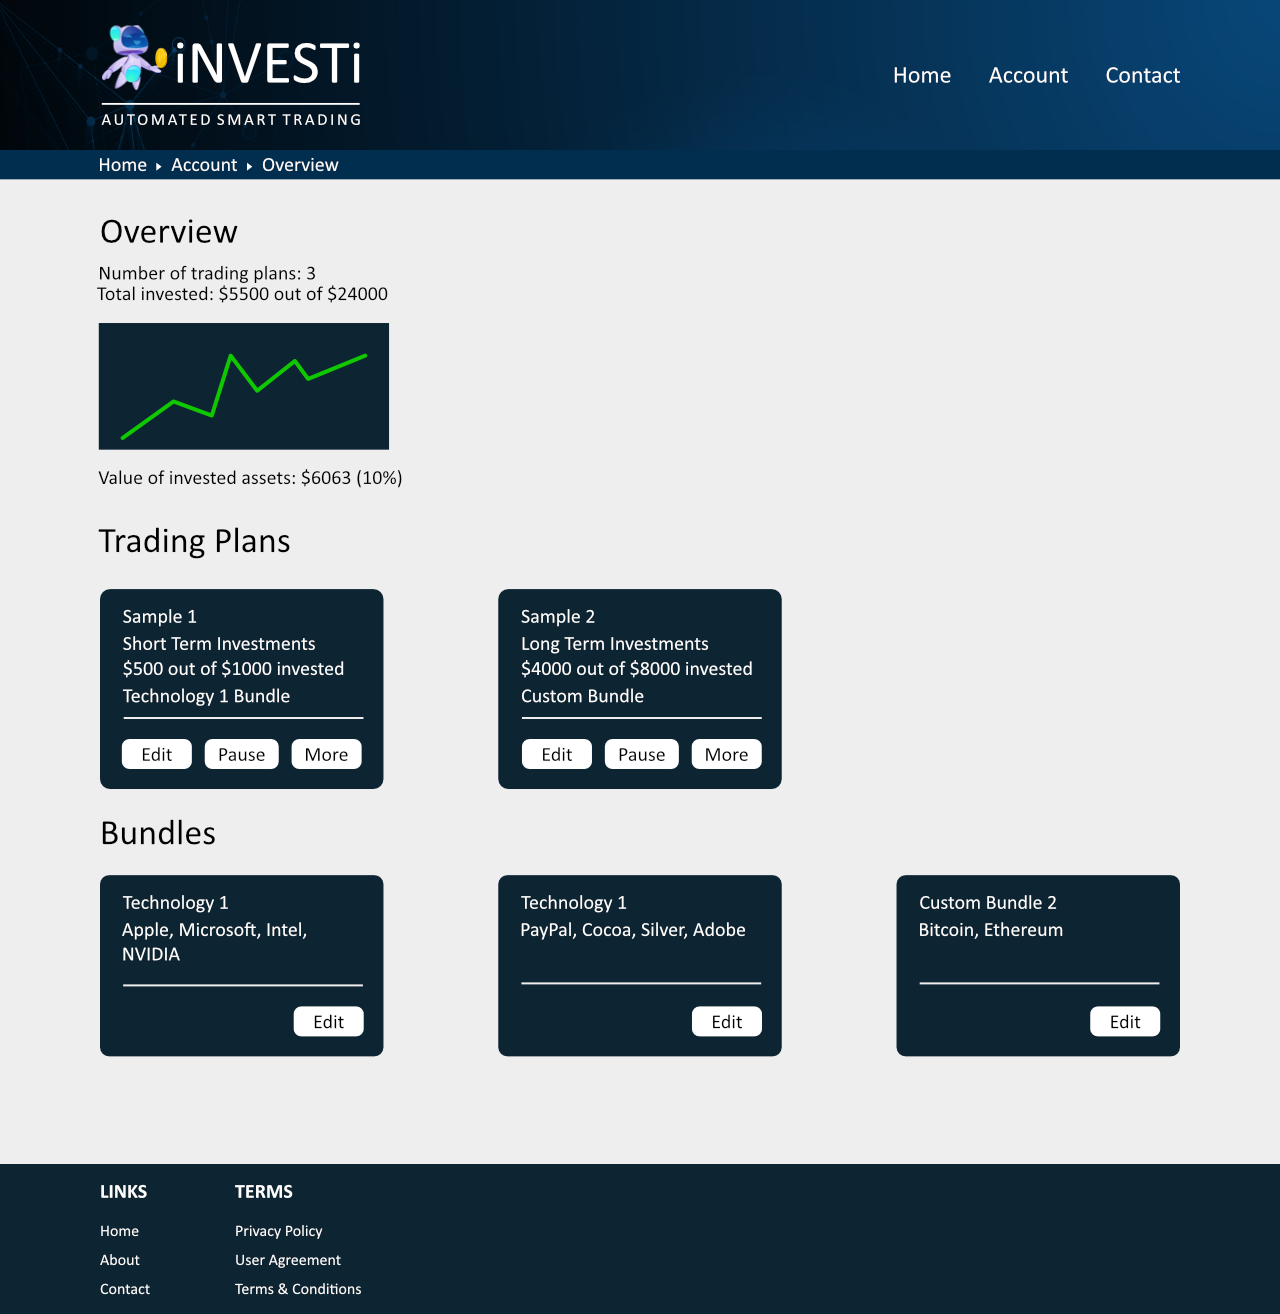 iNVESTi
AUTOMATED SMART TRADING
Home Account Contact
Home Account Overview
Overview
Number of trading plans: 3
Total invested: $5500 out of $24000
Value of invested assets: $6063 (10%)
Trading Plans
Sample 1
Short Term Investments
$500 out of $1000 invested
Technology 1 Bundle
Edit Pause More
Sample 2
Long Term Investments
$4000 out of $8000 invested
Custom Bundle
Edit Pause More
Bundles
Technology 1
Apple, Microsoft, Intel,
NVIDIA
Edit
Technology 1
PayPal, Cocoa, Silver, Adobe
Edit
Custom Bundle 2
Bitcoin, Ethereum
Edit
LINKS
Home
About
Contact
TERMS
Privacy Policy
User Agreement
Terms & Conditions